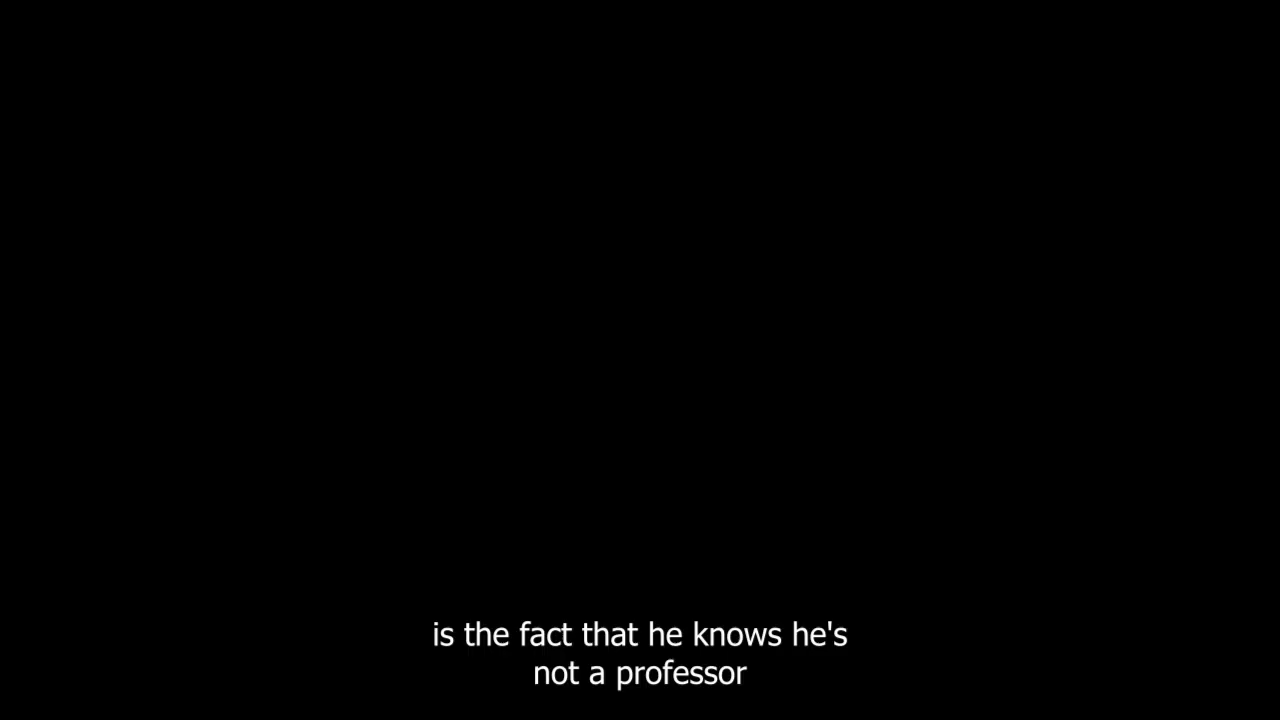 is the fact that he knows he's
not a professor